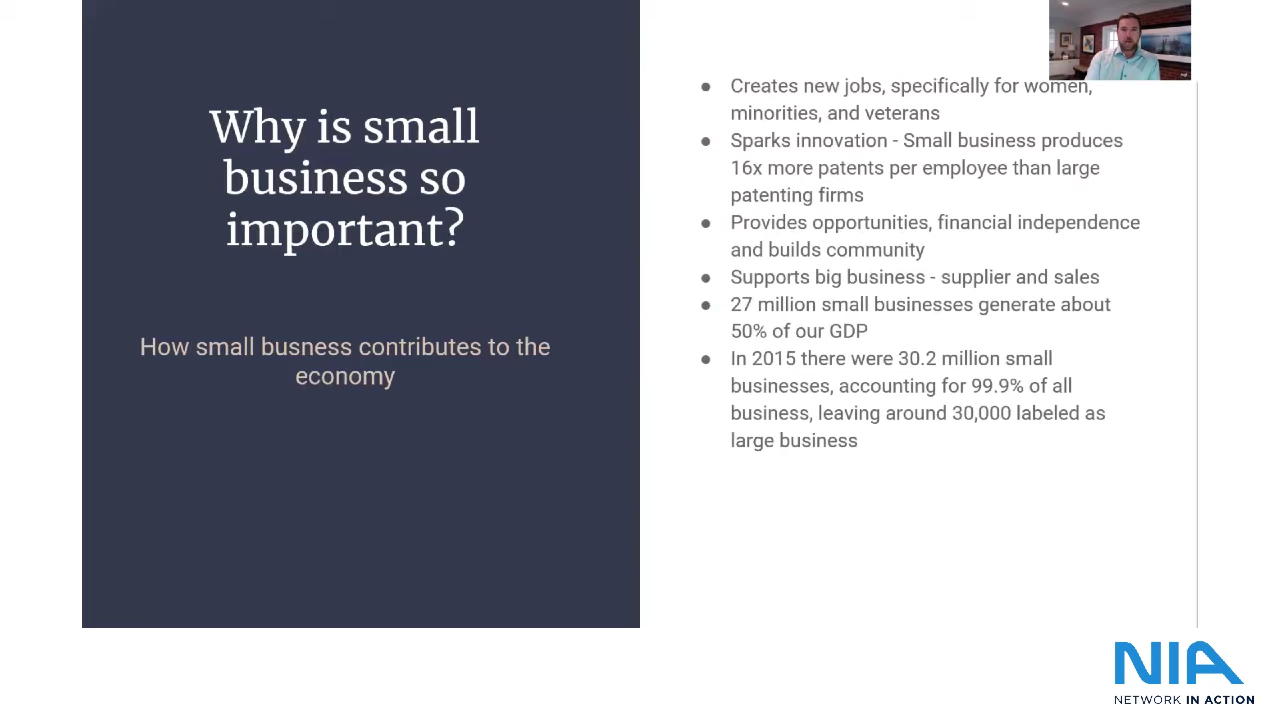 Why is small
business so
important?
How small busness contributes to the
economy
● Creates new jobs, specifically for women,
minorities, and veterans
● Sparks innovation - Small business produces
16x more patents per employee than large
patenting firms
● Provides opportunities, financial independence
and builds community
● Supports big business - supplier and sales
● 27 million small businesses generate about
50% of our GDP
● In 2015 there were 30.2 million small
businesses, accounting for 99.9% of all
business, leaving around 30,000 labeled as
large business
NIA
NETWORK IN ACTION